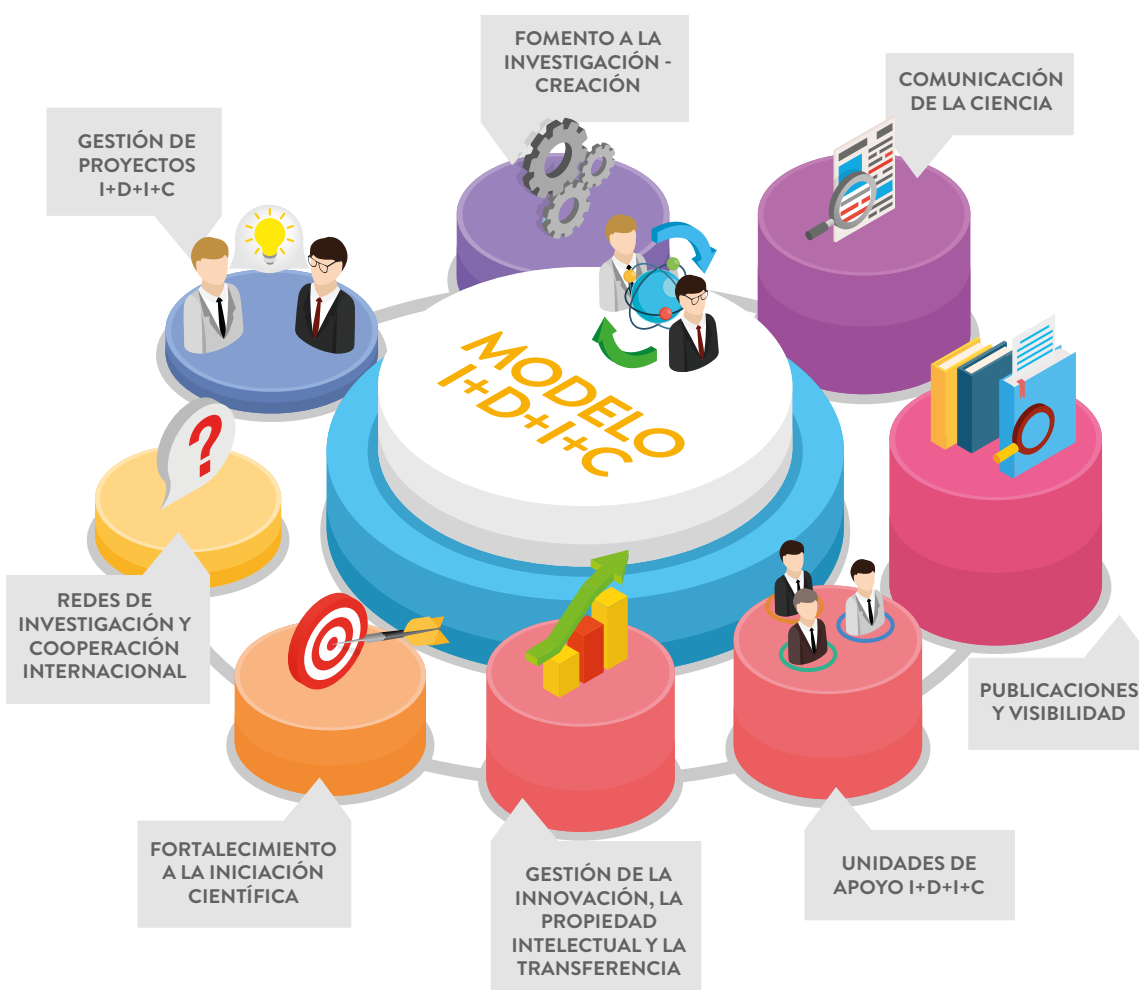 FOMENTO A LA
INVESTIGACIÓN -
CREACIÓN
COMUNICACIÓN
DE LA CIENCIA
GESTIÓN DE
PROYECTOS
I+D+I+C
MODELO
I+D+I+C
?
REDES DE
INVESTIGACIÓN Y
COOPERACIÓN
INTERNACIONAL
PUBLICACIONES
Y VISIBILIDAD
FORTALECIMIENTO
A LA INICIACIÓN
CIENTÍFICA
GESTIÓN DE LA
INNOVACIÓN, LA
PROPIEDAD
INTELECTUAL Y LA
TRANSFERENCIA
UNIDADES DE
APOYO I+D+I+C